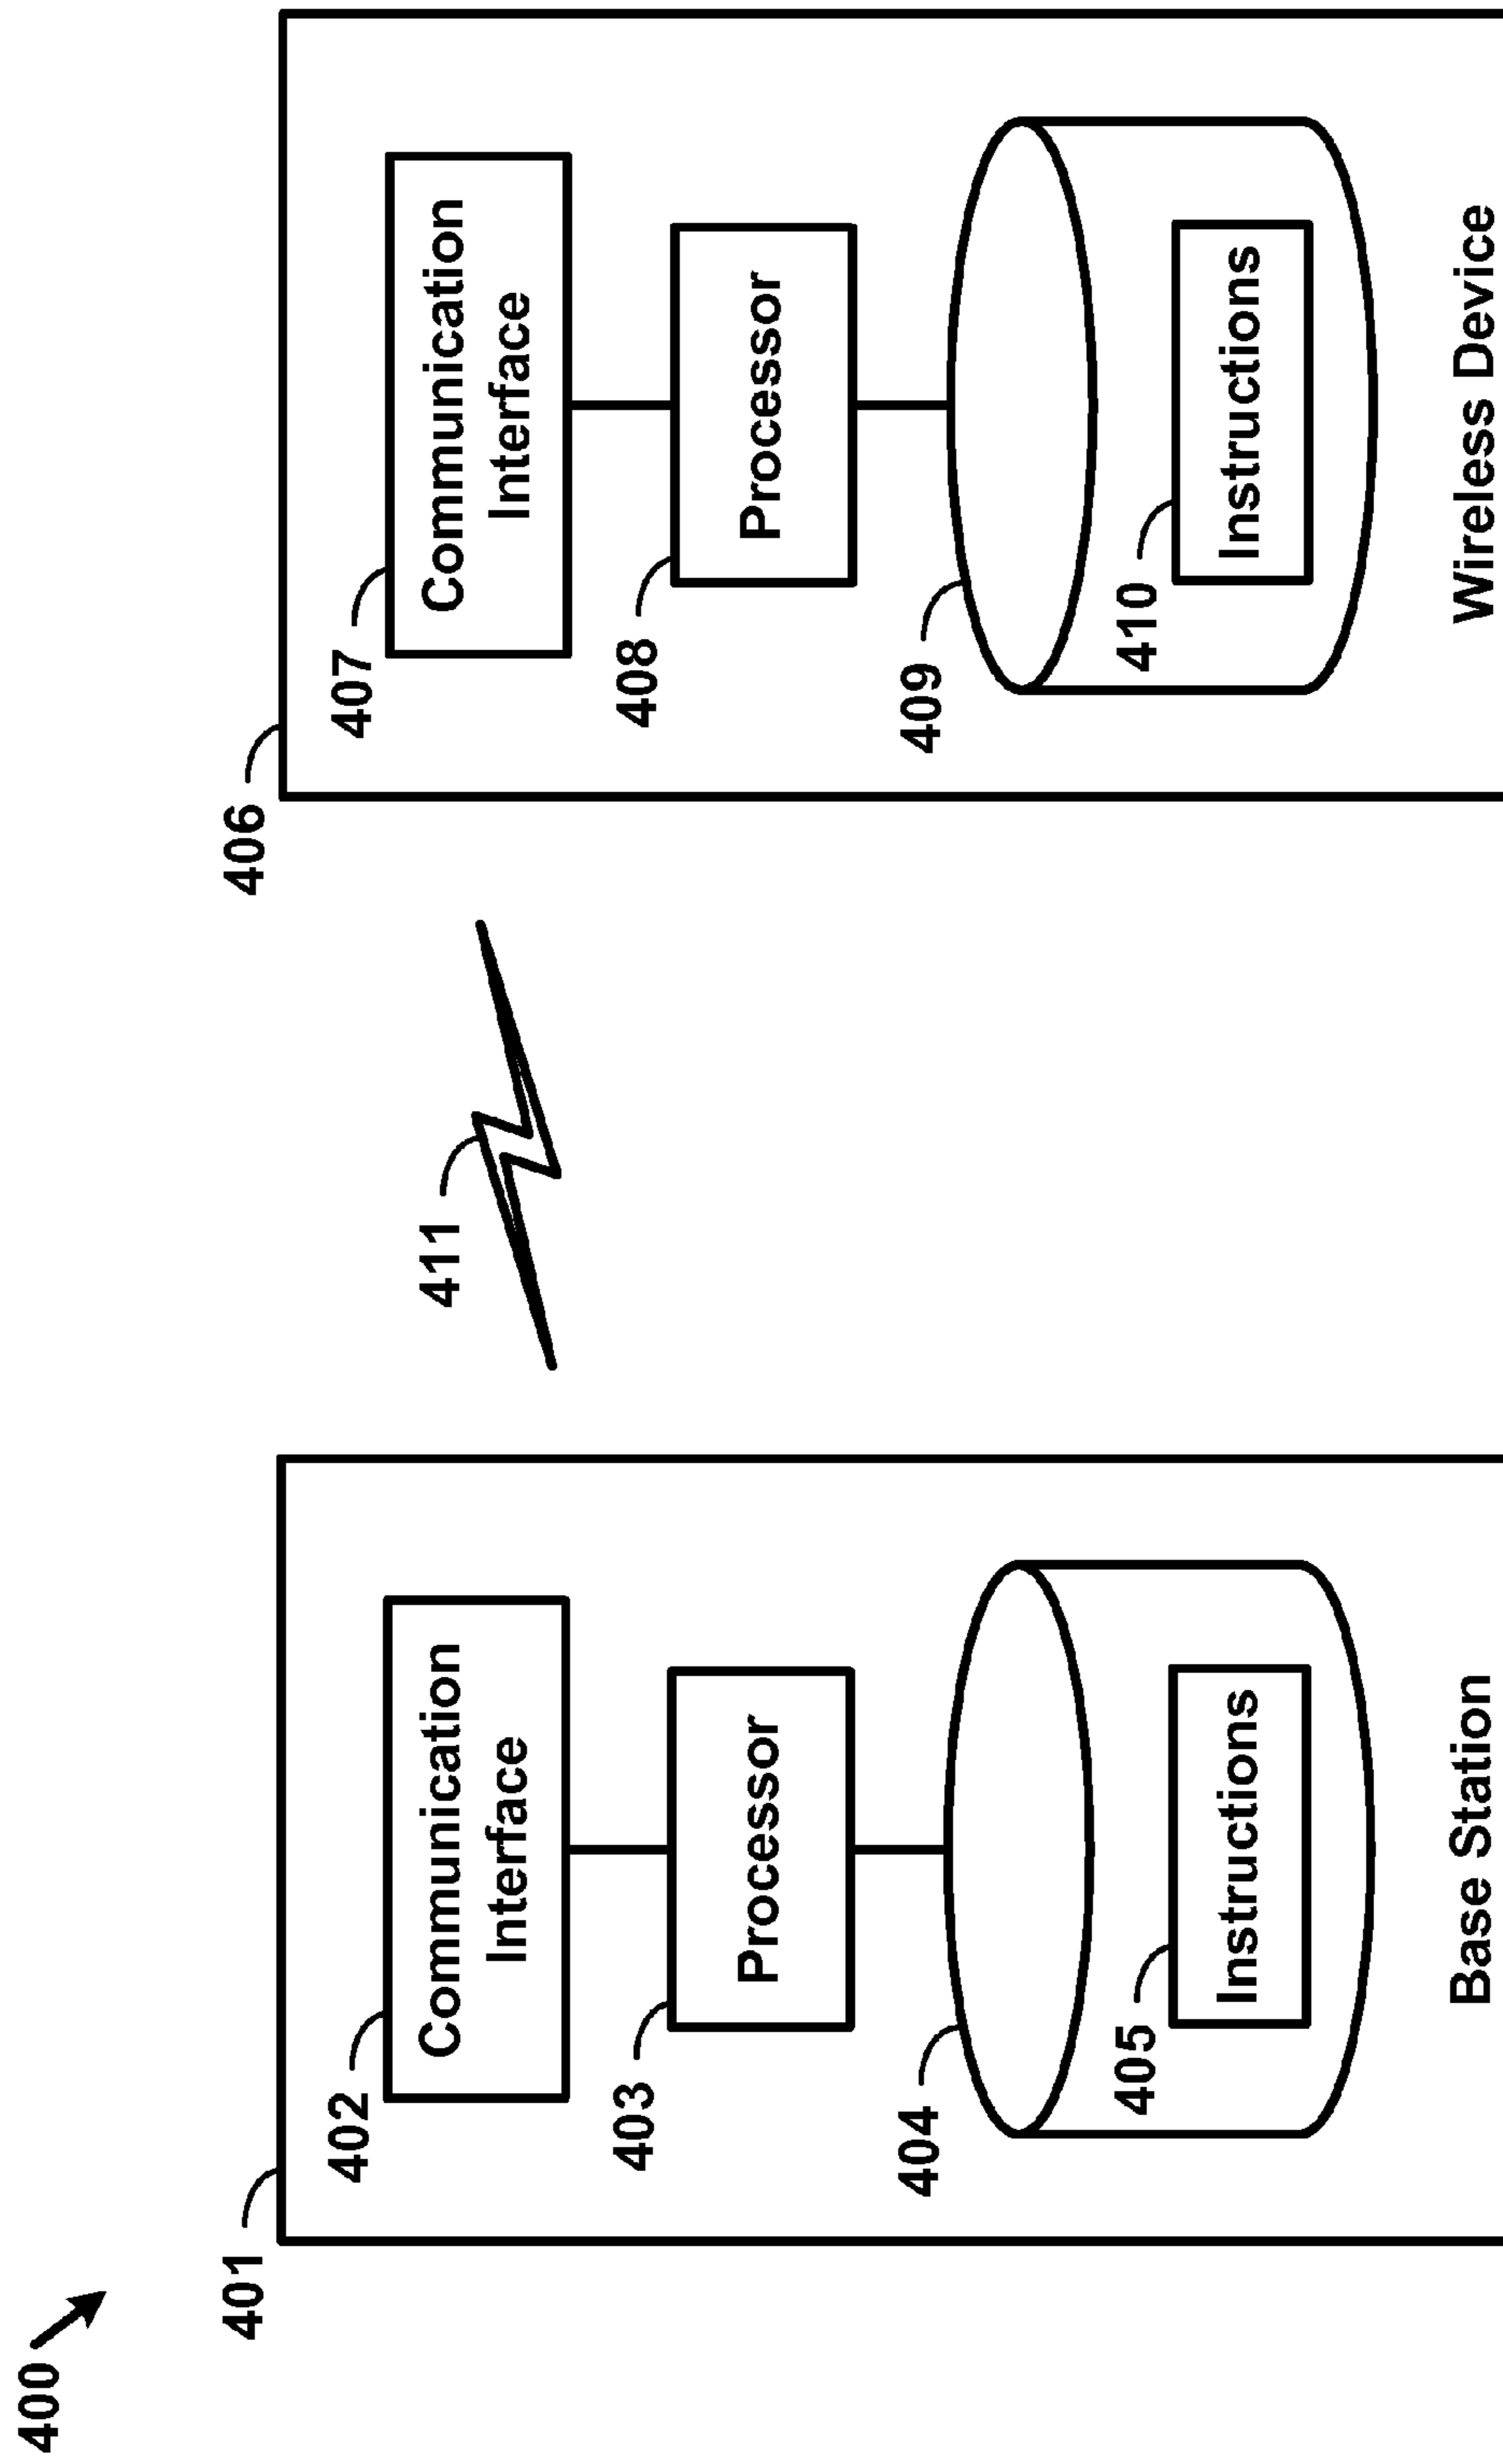 400
401
402
Communication
Interface
403
Processor
404
405
Instructions
Base Station
411
406
407
Communication
Interface
408
Processor
409
410
Instructions
Wireless Device